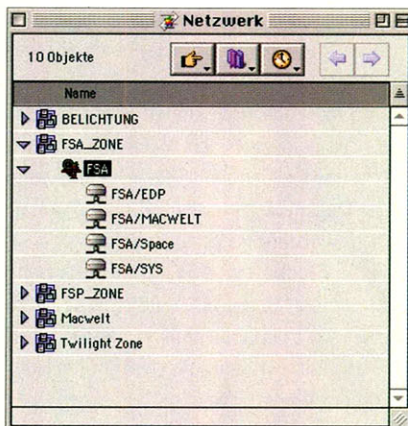 Netzwerk
10 Objekte
Name
BELICHTUNG
FSA_ZONE
FSA
FSA/EDP
FSA/MACWELT
FSA/Space
FSA/SYS
FSP_ZONE
Macwelt
Twilight Zone